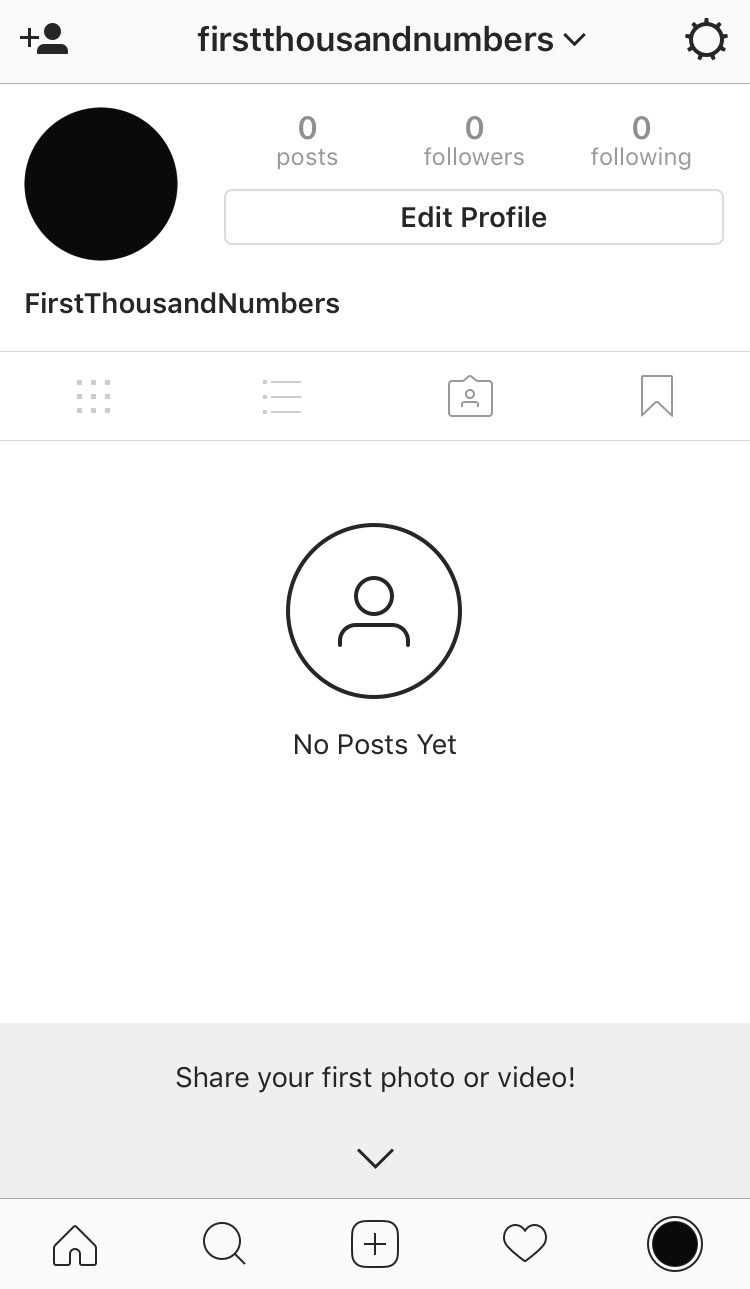 firstthousandnumbers
0 0 0
posts followers following
Edit Profile
FirstThousandNumbers
No Posts Yet
Share your first photo or video!